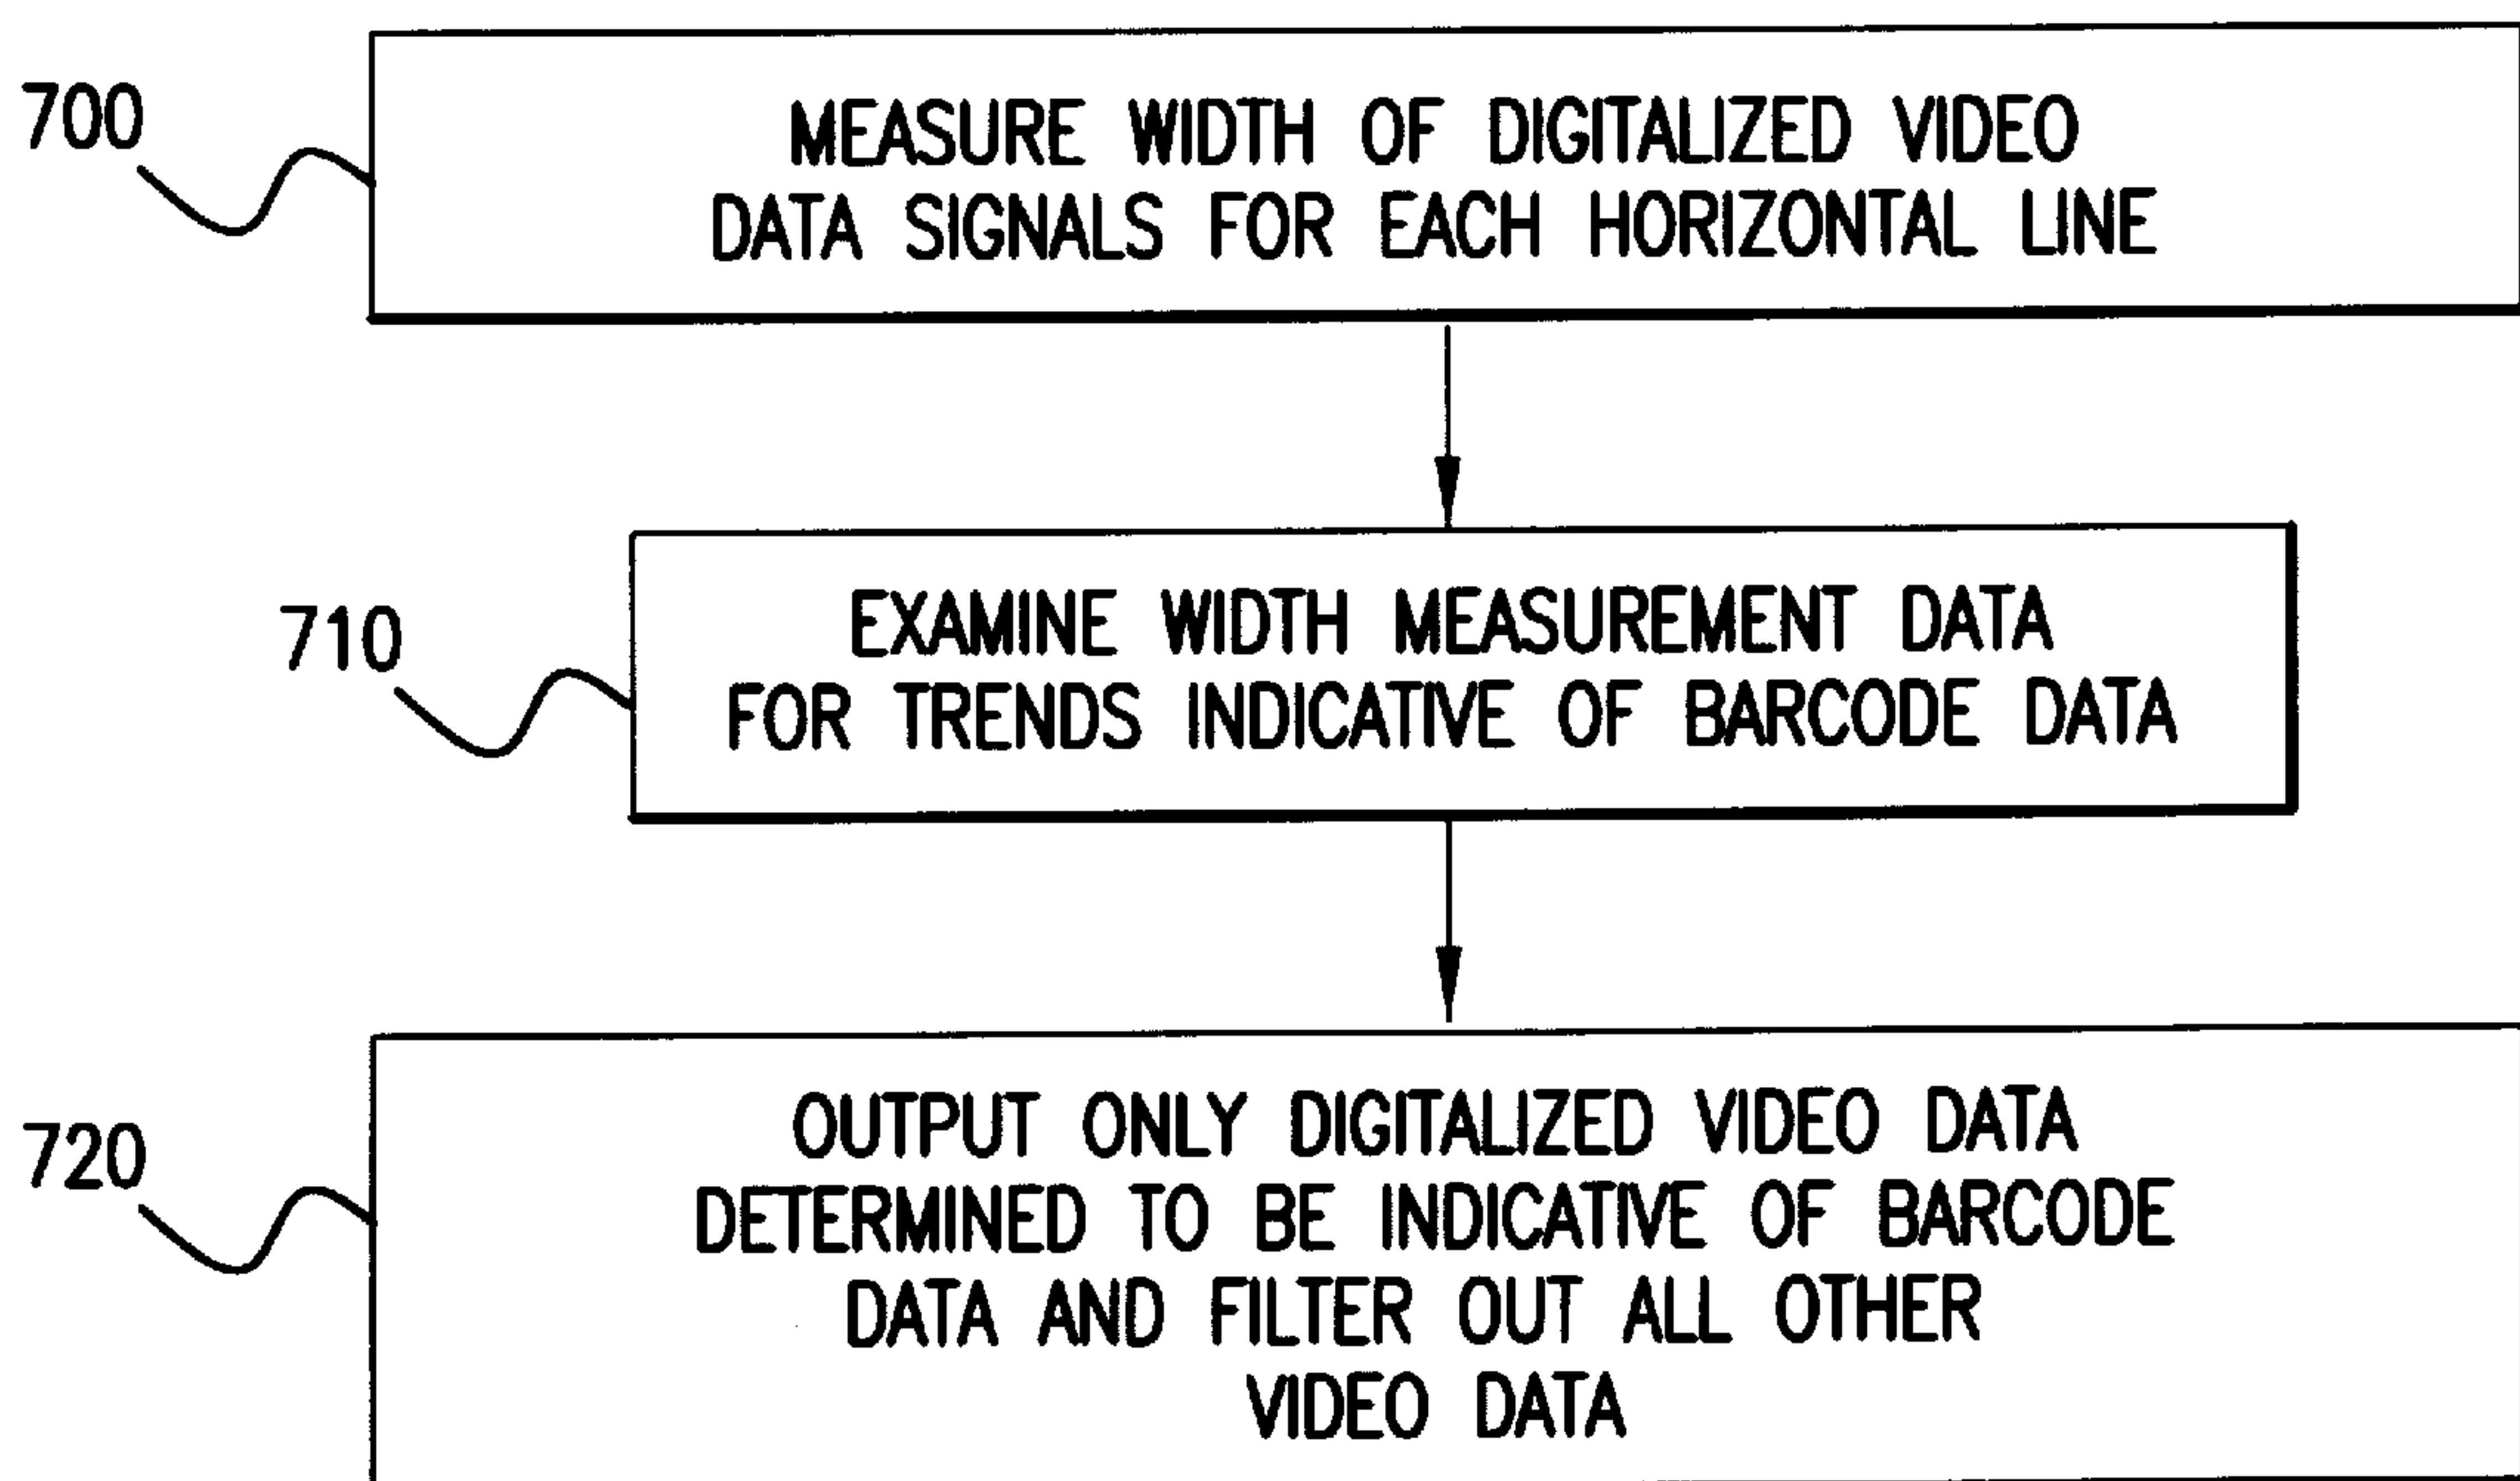 700
MEASURE WIDTH OF DIGITALIZED VIDEO
DATA SIGNALS FOR EACH HORIZONTAL LINE
710
EXAMINE WIDTH MEASUREMENT DATA
FOR TRENDS INDICATIVE OF BARCODE DATA
720
OUTPUT ONLY DIGITALIZED VIDEO DATA
DETERMINED TO BE INDICATIVE OF BARCODE
DATA AND FILTER OUT ALL OTHER
VIDEO DATA